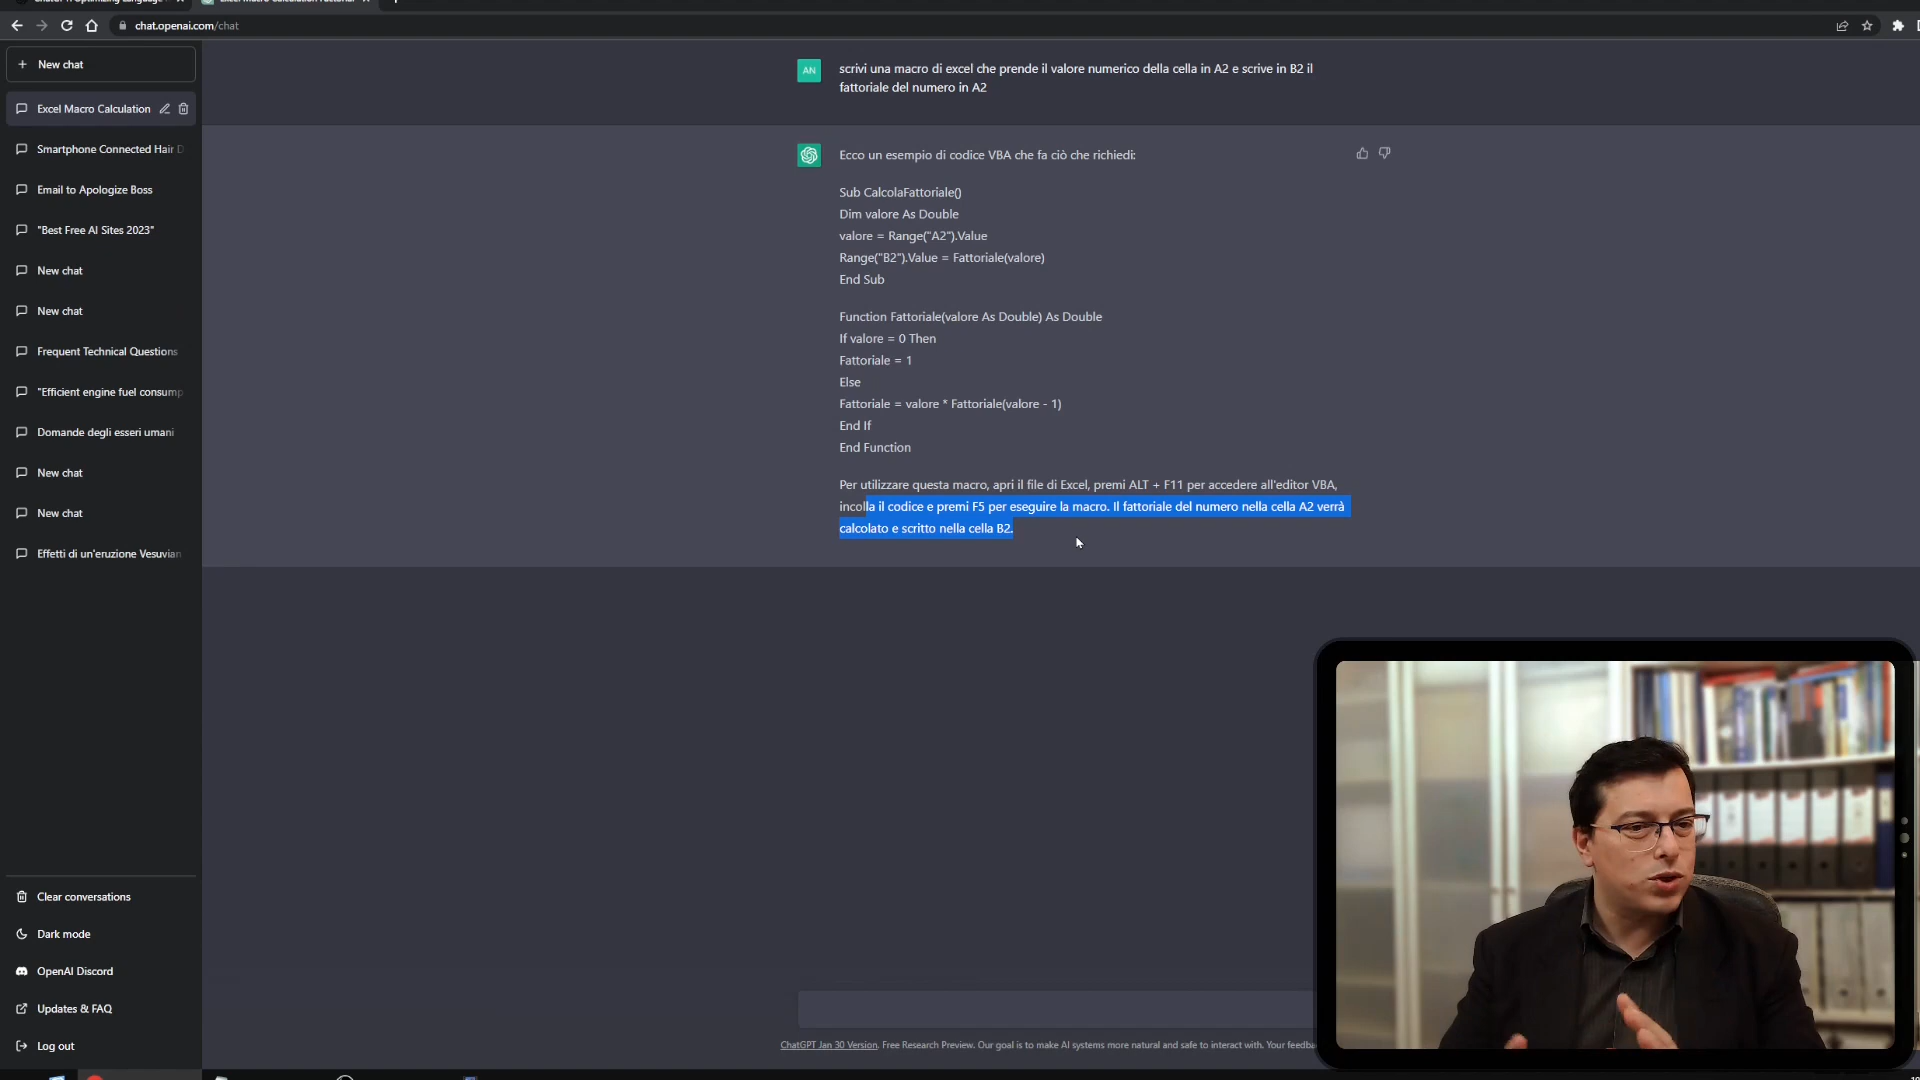 chat.openai.com/chat
New chat
Excel Macro Calculation
Smartphone Connected Hair D
Email to Apologize Boss
"Best Free AI Sites 2023"
New chat
New chat
Frequent Technical Questions
"Efficient engine fuel consump
Domande degli esseri umani
New chat
New chat
Effetti di un'eruzione Vesuvian
Clear conversations
Dark mode
OpenAI Discord
Updates & FAQ
Log out
AN
scrivi una macro di excel che prende il valore numerico della cella in A2 e scrive in B2 il
fattoriale del numero in A2
Ecco un esempio di codice VBA che fa ciò che richiedi:
Sub CalcolaFattoriale()
Dim valore As Double
valore = Range("A2").Value
Range("B2").Value = Fattoriale(valore)
End Sub
Function Fattoriale(valore As Double) As Double
If valore = 0 Then
Fattoriale = 1
Else
Fattoriale = valore * Fattoriale(valore - 1)
End If
End Function
Per utilizzare questa macro, apri il file di Excel, premi ALT + F11 per accedere all'editor VBA,
incolla il codice e premi F5 per eseguire la macro. Il fattoriale del numero nella cella A2 verrà
calcolato e scritto nella cella B2.
ChatGPT Jan 30 Version. Free Research Preview. Our goal is to make AI systems more natural and safe to interact with. Your feedba